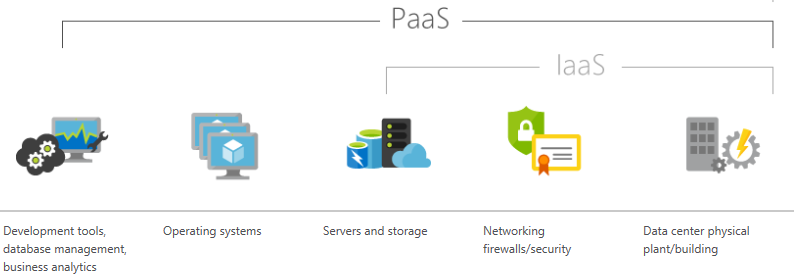 PaaS
IaaS
Development tools,
database management,
business analytics
Operating systems
Servers and storage
Networking
firewalls/security
Data center physical
plant/building